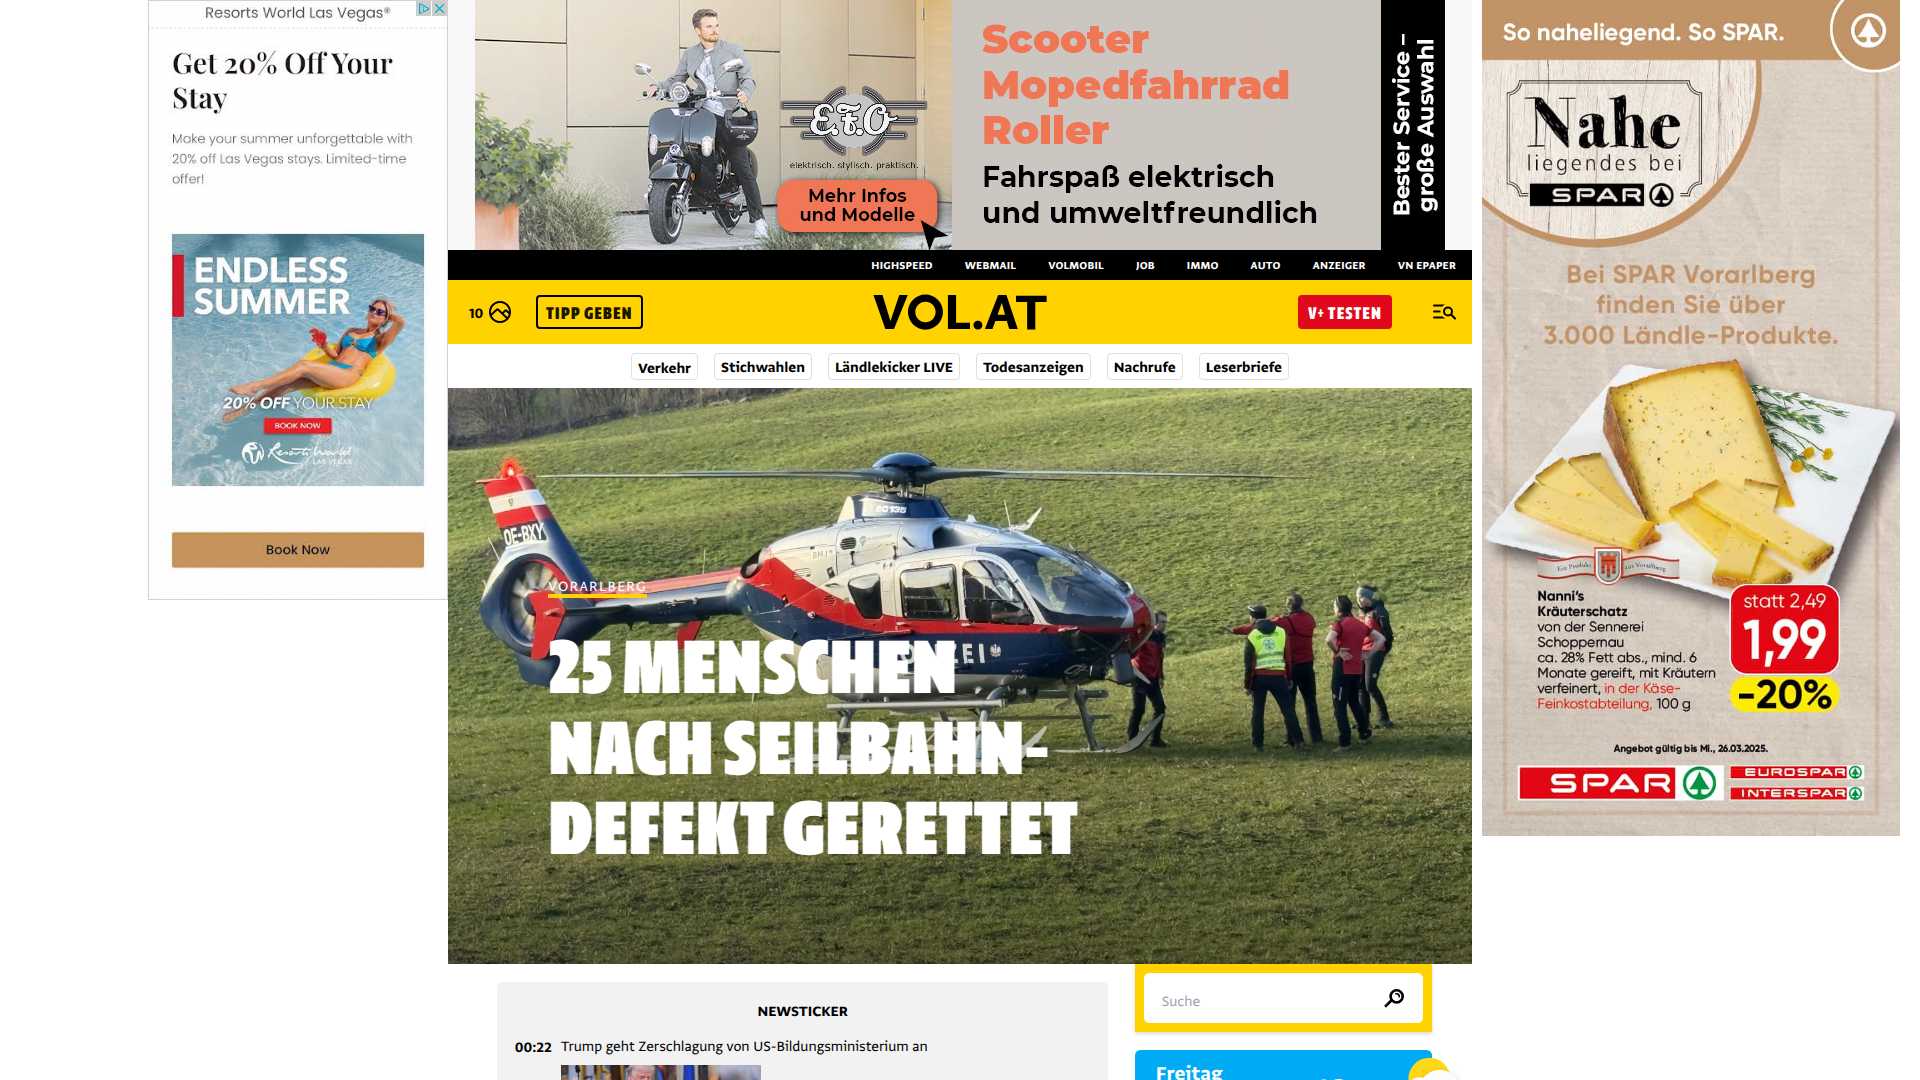 Resorts World Las Vegas®
Get 20% Off Your
Stay
Make your summer unforgettable with
20% off Las Vegas stays. Limited-time
offer!
ENDLESS
SUMMER
20% OFF YOUR STAY
BOOK NOW
Resorts World
LAS VEGAS
Book Now
E.F.O
elektrisch. stylisch. praktisch.
Mehr Infos
und Modelle
Scooter
Mopedfahrrad
Roller
Fahrspaß elektrisch
und umweltfreundlich
Bester Service –
große Auswahl
HIGHSPEED WEBMAIL VOLMOBIL JOB IMMO AUTO ANZEIGER VN EPAPER
10 TIPP GEBEN VOL.AT V+ TESTEN
Verkehr Stichwahlen Ländlekicker LIVE Todesanzeigen Nachrufe Leserbriefe
OE-BXY
VORARLBERG
25 MENSCHEN
NACH SEILBAHN-
DEFEKT GERETTET
NEWSTICKER
00:22 Trump geht Zerschlagung von US-Bildungsministerium an
Suche
Freitag
So naheliegend. So SPAR.
Nahe
liegendes bei
SPAR
Bei SPAR Vorarlberg
finden Sie über
3.000 Ländle-Produkte.
Ein Produkt aus Vorarlberg
Nanni's
Kräuterschatz
von der Sennerei
Schoppernau
ca. 28% Fett abs., mind. 6
Monate gereift, mit Kräutern
verfeinert, in der Käse-
Feinkostabteilung, 100 g
statt 2,49
1,99
-20%
Angebot gültig bis Mi., 26.03.2025.
SPAR
EUROSPAR
INTERSPAR